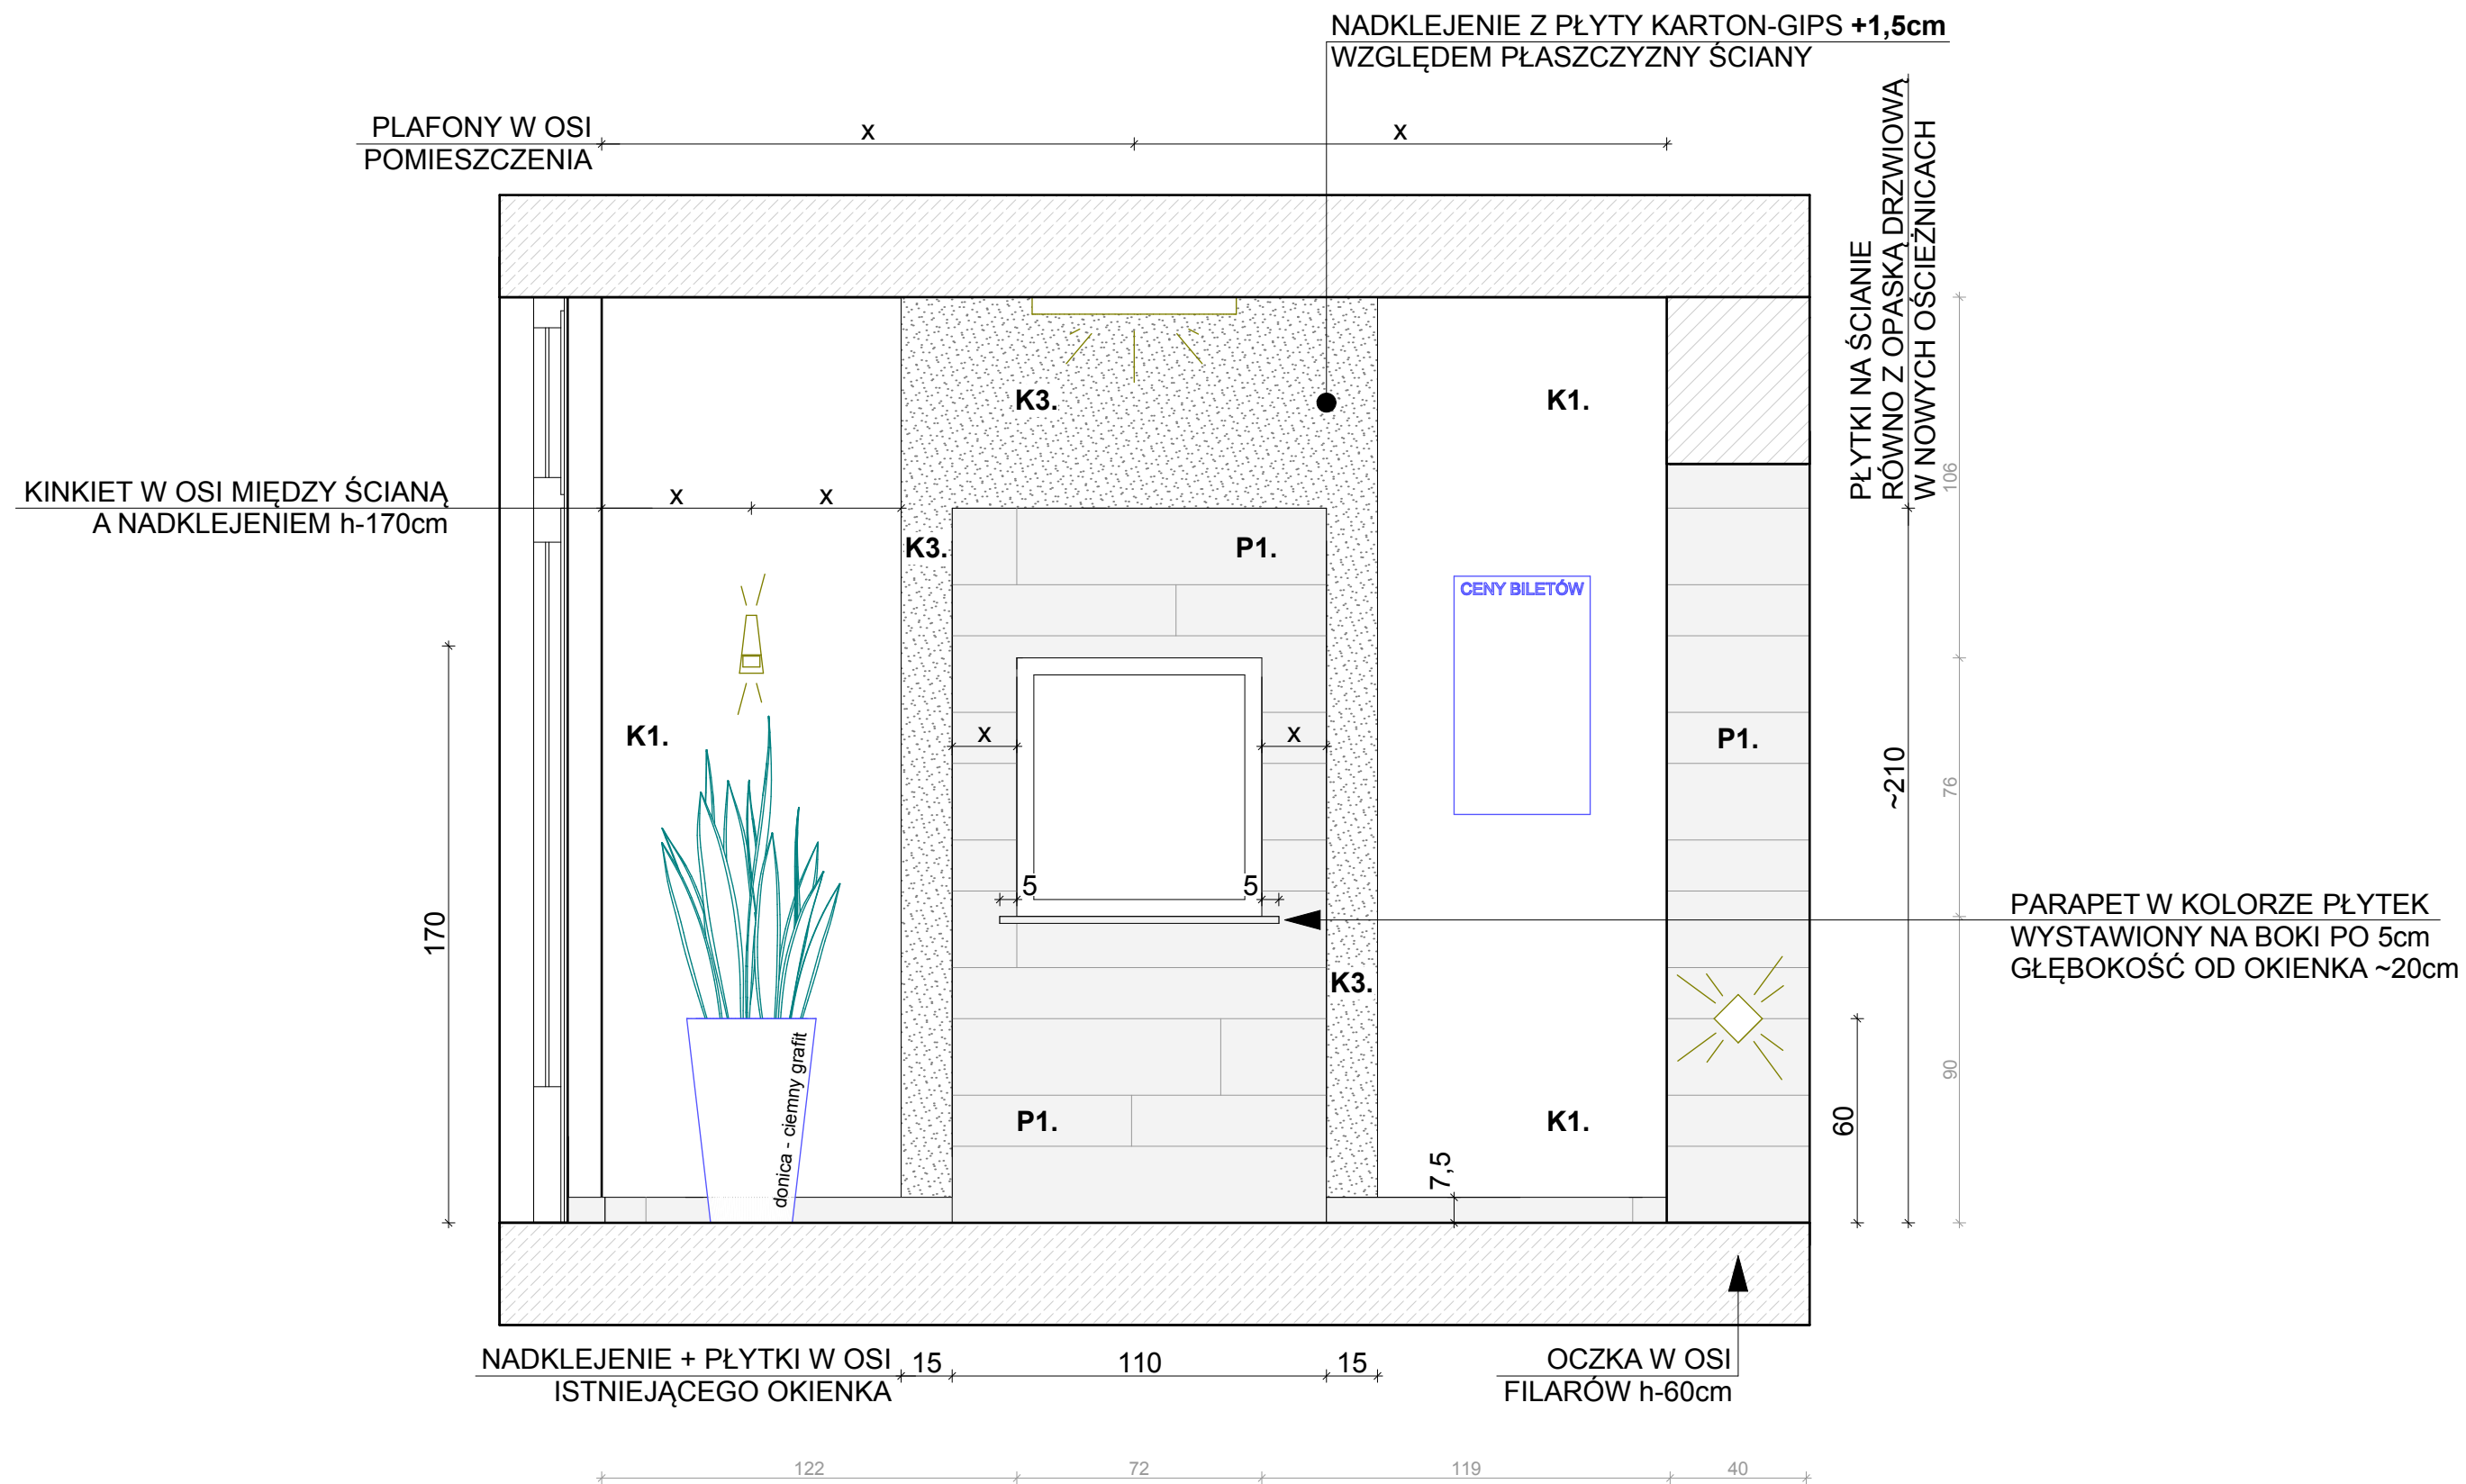 NADKLEJENIE Z PŁYTY KARTON-GIPS +1,5cm
WZGLĘDEM PŁASZCZYZNY ŚCIANY
PLAFONY W OSI
POMIESZCZENIA
x
x
PŁYTKI NA ŚCIANIE
RÓWNO Z OPASKĄ DRZWIOWĄ
W NOWYCH OŚCIEŻNICACH
K3.
K1.
106
KINKIET W OSI MIĘDZY ŚCIANĄ
A NADKLEJENIEM h-170cm
x
x
K3.
P1.
CENY BILETÓW
K1.
x
x
P1.
~210
76
5
5
170
PARAPET W KOLORZE PŁYTEK
WYSTAWIONY NA BOKI PO 5cm
GŁĘBOKOŚĆ OD OKIENKA ~20cm
K3.
donica - ciemny grafit
P1.
K1.
60
90
7,5
NADKLEJENIE + PŁYTKI W OSI
ISTNIEJĄCEGO OKIENKA
15
110
15
OCZKA W OSI
FILARÓW h-60cm
122
72
119
40